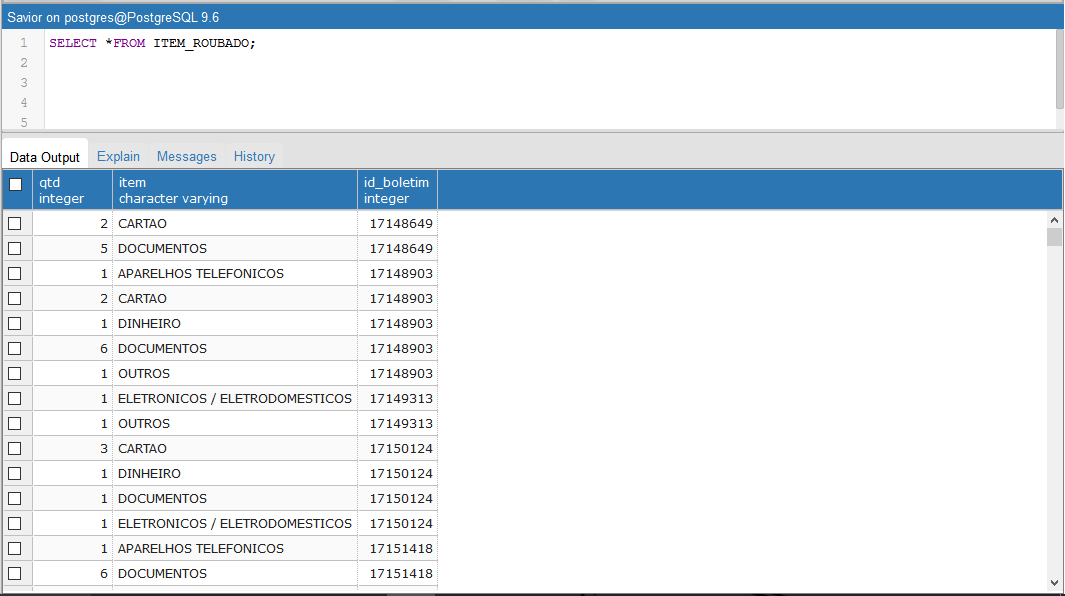 Savior on postgres@PostgreSQL 9.6
1 SELECT *FROM ITEM_ROUBADO;
2
3
4
5
Data Output Explain Messages History
qtd item id_boletim
integer character varying integer
2 CARTAO 17148649
5 DOCUMENTOS 17148649
1 APARELHOS TELEFONICOS 17148903
2 CARTAO 17148903
1 DINHEIRO 17148903
6 DOCUMENTOS 17148903
1 OUTROS 17148903
1 ELETRONICOS / ELETRODOMESTICOS 17149313
1 OUTROS 17149313
3 CARTAO 17150124
1 DINHEIRO 17150124
1 DOCUMENTOS 17150124
1 ELETRONICOS / ELETRODOMESTICOS 17150124
1 APARELHOS TELEFONICOS 17151418
6 DOCUMENTOS 17151418